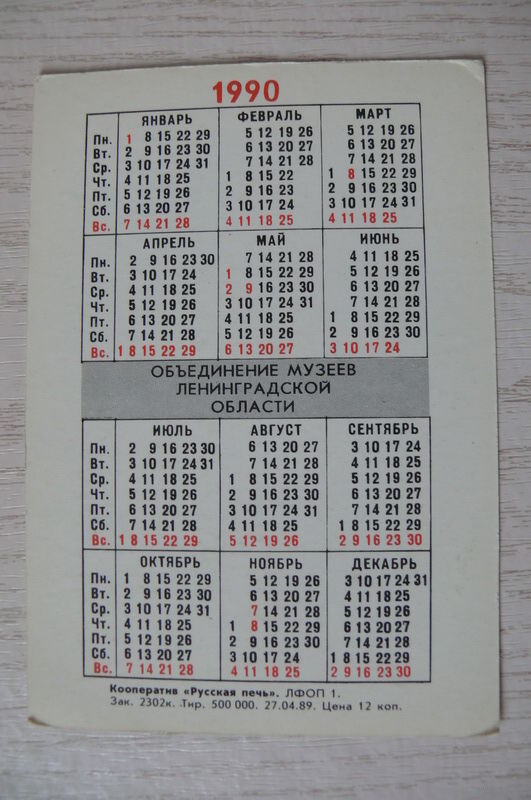 1990
ЯНВАРЬ ФЕВРАЛЬ МАРТ
Пн. 1 8 15 22 29 5 12 19 26 5 12 19 26
Вт. 2 9 16 23 30 6 13 20 27 6 13 20 27
Ср. 3 10 17 24 31 7 14 21 28 7 14 21 28
Чт. 4 11 18 25 1 8 15 22 1 8 15 22 29
Пт. 5 12 19 26 2 9 16 23 2 9 16 23 30
Сб. 6 13 20 27 3 10 17 24 3 10 17 24 31
Вс. 7 14 21 28 4 11 18 25 4 11 18 25
АПРЕЛЬ МАЙ ИЮНЬ
Пн. 2 9 16 23 30 7 14 21 28 4 11 18 25
Вт. 3 10 17 24 1 8 15 22 29 5 12 19 26
Ср. 4 11 18 25 2 9 16 23 30 6 13 20 27
Чт. 5 12 19 26 3 10 17 24 31 7 14 21 28
Пт. 6 13 20 27 4 11 18 25 1 8 15 22 29
Сб. 7 14 21 28 5 12 19 26 2 9 16 23 30
Вс. 1 8 15 22 29 6 13 20 27 3 10 17 24
ОБЪЕДИНЕНИЕ МУЗЕЕВ
ЛЕНИНГРАДСКОЙ
ОБЛАСТИ
ИЮЛЬ АВГУСТ СЕНТЯБРЬ
Пн. 2 9 16 23 30 6 13 20 27 3 10 17 24
Вт. 3 10 17 24 31 7 14 21 28 4 11 18 25
Ср. 4 11 18 25 1 8 15 22 29 5 12 19 26
Чт. 5 12 19 26 2 9 16 23 30 6 13 20 27
Пт. 6 13 20 27 3 10 17 24 31 7 14 21 28
Сб. 7 14 21 28 4 11 18 25 1 8 15 22 29
Вс. 1 8 15 22 29 5 12 19 26 2 9 16 23 30
ОКТЯБРЬ НОЯБРЬ ДЕКАБРЬ
Пн. 1 8 15 22 29 5 12 19 26 3 10 17 24 31
Вт. 2 9 16 23 30 6 13 20 27 4 11 18 25
Ср. 3 10 17 24 31 7 14 21 28 5 12 19 26
Чт. 4 11 18 25 1 8 15 22 29 6 13 20 27
Пт. 5 12 19 26 2 9 16 23 30 7 14 21 28
Сб. 6 13 20 27 3 10 17 24 1 8 15 22 29
Вс. 7 14 21 28 4 11 18 25 2 9 16 23 30
Кооператив «Русская печь». ЛФОП 1.
Зак. 2302к. Тир. 500 000. 27.04.89. Цена 12 коп.